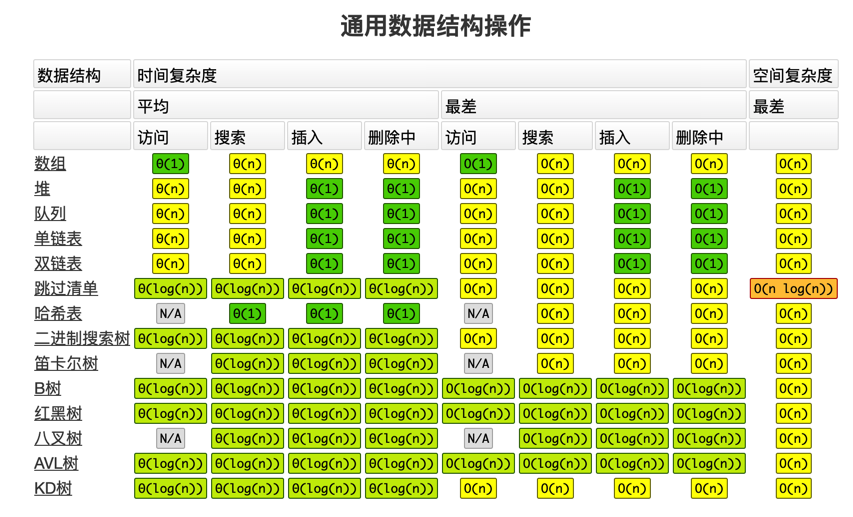 通用数据结构操作
数据结构 时间复杂度 空间复杂度
平均 最差 最差
访问 搜索 插入 删除中 访问 搜索 插入 删除中
数组 θ(1) θ(n) θ(n) θ(n) O(1) O(n) O(n) O(n) O(n)
堆 θ(n) θ(n) θ(1) θ(1) O(n) O(n) O(1) O(1) O(n)
队列 θ(n) θ(n) θ(1) θ(1) O(n) O(n) O(1) O(1) O(n)
单链表 θ(n) θ(n) θ(1) θ(1) O(n) O(n) O(1) O(1) O(n)
双链表 θ(n) θ(n) θ(1) θ(1) O(n) O(n) O(1) O(1) O(n)
跳过清单 θ(log(n)) θ(log(n)) θ(log(n)) θ(log(n)) O(n) O(n) O(n) O(n) O(n log(n))
哈希表 N/A θ(1) θ(1) θ(1) N/A O(n) O(n) O(n) O(n)
二进制搜索树 θ(log(n)) θ(log(n)) θ(log(n)) θ(log(n)) O(n) O(n) O(n) O(n) O(n)
笛卡尔树 N/A θ(log(n)) θ(log(n)) θ(log(n)) N/A O(n) O(n) O(n) O(n)
B树 θ(log(n)) θ(log(n)) θ(log(n)) θ(log(n)) O(log(n)) O(log(n)) O(log(n)) O(log(n)) O(n)
红黑树 θ(log(n)) θ(log(n)) θ(log(n)) θ(log(n)) O(log(n)) O(log(n)) O(log(n)) O(log(n)) O(n)
八叉树 N/A θ(log(n)) θ(log(n)) θ(log(n)) N/A O(log(n)) O(log(n)) O(log(n)) O(n)
AVL树 θ(log(n)) θ(log(n)) θ(log(n)) θ(log(n)) O(log(n)) O(log(n)) O(log(n)) O(log(n)) O(n)
KD树 θ(log(n)) θ(log(n)) θ(log(n)) θ(log(n)) O(n) O(n) O(n) O(n) O(n)